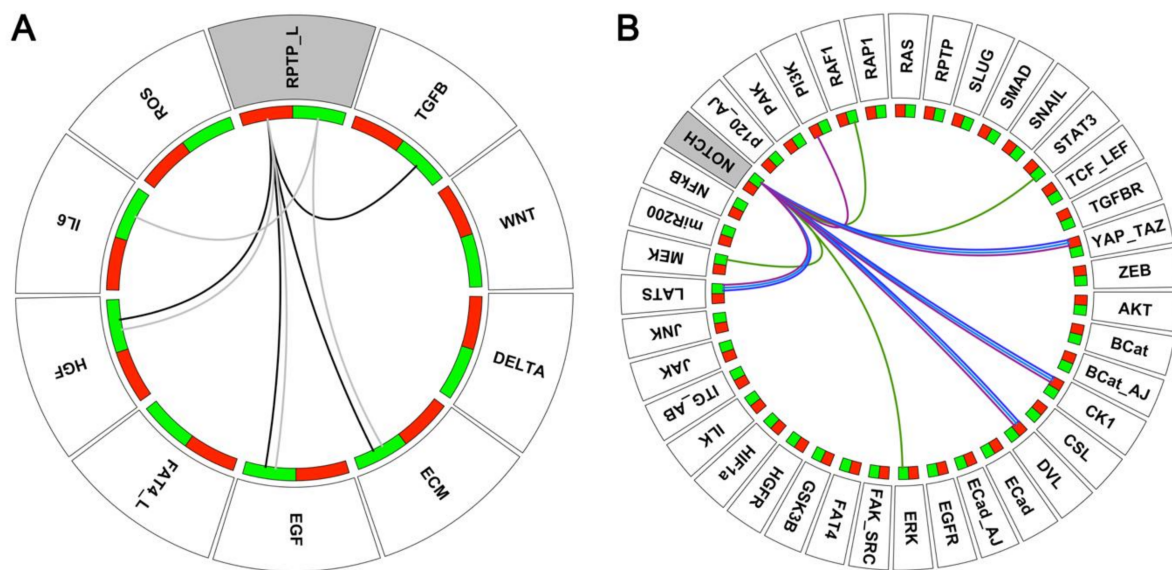 A
RPTP_L
TGFB
WNT
DELTA
ECM
EGF
FAT4_L
HGF
IL6
ROS
B
RAS
RPTP
SLUG
SMAD
SNAIL
STAT3
TCF_LEF
TGFBR
YAP_TAZ
ZEB
AKT
BCat
BCat_AJ
CK1
CSL
DVL
ECad
ECad_AJ
EGFR
ERK
FAK_SRC
FAT4
GSK3B
HGFR
HIF1a
ILK
ITG_AB
JAK
JNK
LATS
MEK
miR200
NFkB
NOTCH
p120_AJ
PAK
PI3K
RAF1
RAP1